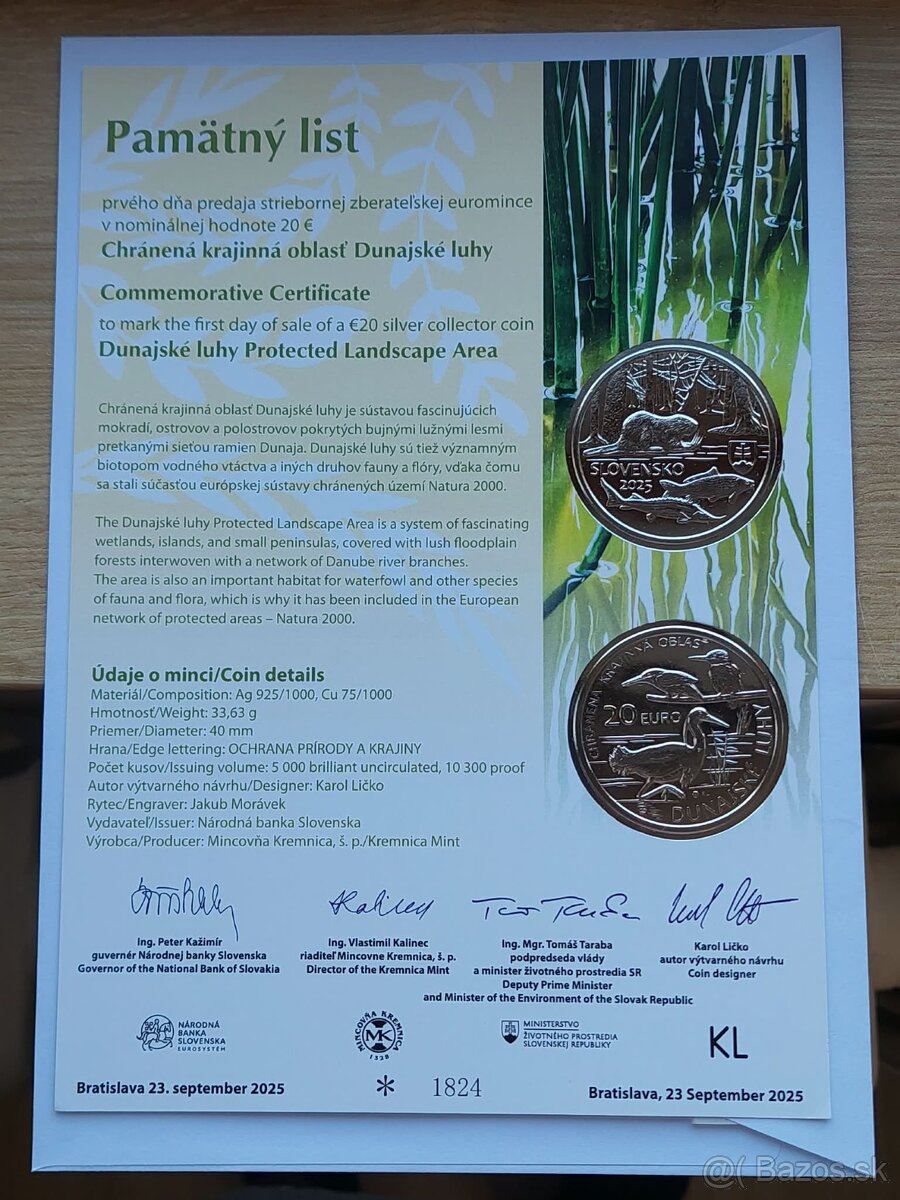 Pamätný list
prvého dňa predaja striebornej zberateľskej euromince
v nominálnej hodnote 20 €
Chránená krajinná oblasť Dunajské luhy
Commemorative Certificate
to mark the first day of sale of a €20 silver collector coin
Dunajské luhy Protected Landscape Area
Chránená krajinná oblasť Dunajské luhy je sústavou fascinujúcich
mokradí, ostrovov a polostrovov pokrytých bujnými lužnými lesmi
pretkanými sieťou ramien Dunaja. Dunajské luhy sú tiež významným
biotopom vodného vtáctva a iných druhov fauny a flóry, vďaka čomu
sa stali súčasťou európskej sústavy chránených území Natura 2000.
The Dunajské luhy Protected Landscape Area is a system of fascinating
wetlands, islands, and small peninsulas, covered with lush floodplain
forests interwoven with a network of Danube river branches.
The area is also an important habitat for waterfowl and other species
of fauna and flora, which is why it has been included in the European
network of protected areas – Natura 2000.
SLOVENSKO
2025
CHRÁNENÁ KRAJINNÁ OBLASŤ
20 EURO
DUNAJSKÉ LUHY
Údaje o minci/Coin details
Materiál/Composition: Ag 925/1000, Cu 75/1000
Hmotnosť/Weight: 33,63 g
Priemer/Diameter: 40 mm
Hrana/Edge lettering: OCHRANA PRÍRODY A KRAJINY
Počet kusov/Issuing volume: 5 000 brilliant uncirculated, 10 300 proof
Autor výtvarného návrhu/Designer: Karol Ličko
Rytec/Engraver: Jakub Morávek
Vydavateľ/Issuer: Národná banka Slovenska
Výrobca/Producer: Mincovňa Kremnica, š. p./Kremnica Mint
Ing. Peter Kažimír
guvernér Národnej banky Slovenska
Governor of the National Bank of Slovakia
Ing. Vlastimil Kalinec
riaditeľ Mincovne Kremnica, š. p.
Director of the Kremnica Mint
Ing. Mgr. Tomáš Taraba
podpredseda vlády
a minister životného prostredia SR
Deputy Prime Minister
and Minister of the Environment of the Slovak Republic
Karol Ličko
autor výtvarného návrhu
Coin designer
NÁRODNÁ
BANKA
SLOVENSKA
EUROSYSTÉM
MINCOVŇA KREMNICA
MK
1328
MINISTERSTVO
ŽIVOTNÉHO PROSTREDIA
SLOVENSKEJ REPUBLIKY
KL
Bratislava 23. september 2025
* 1824
Bratislava, 23 September 2025
@( Bazos.sk